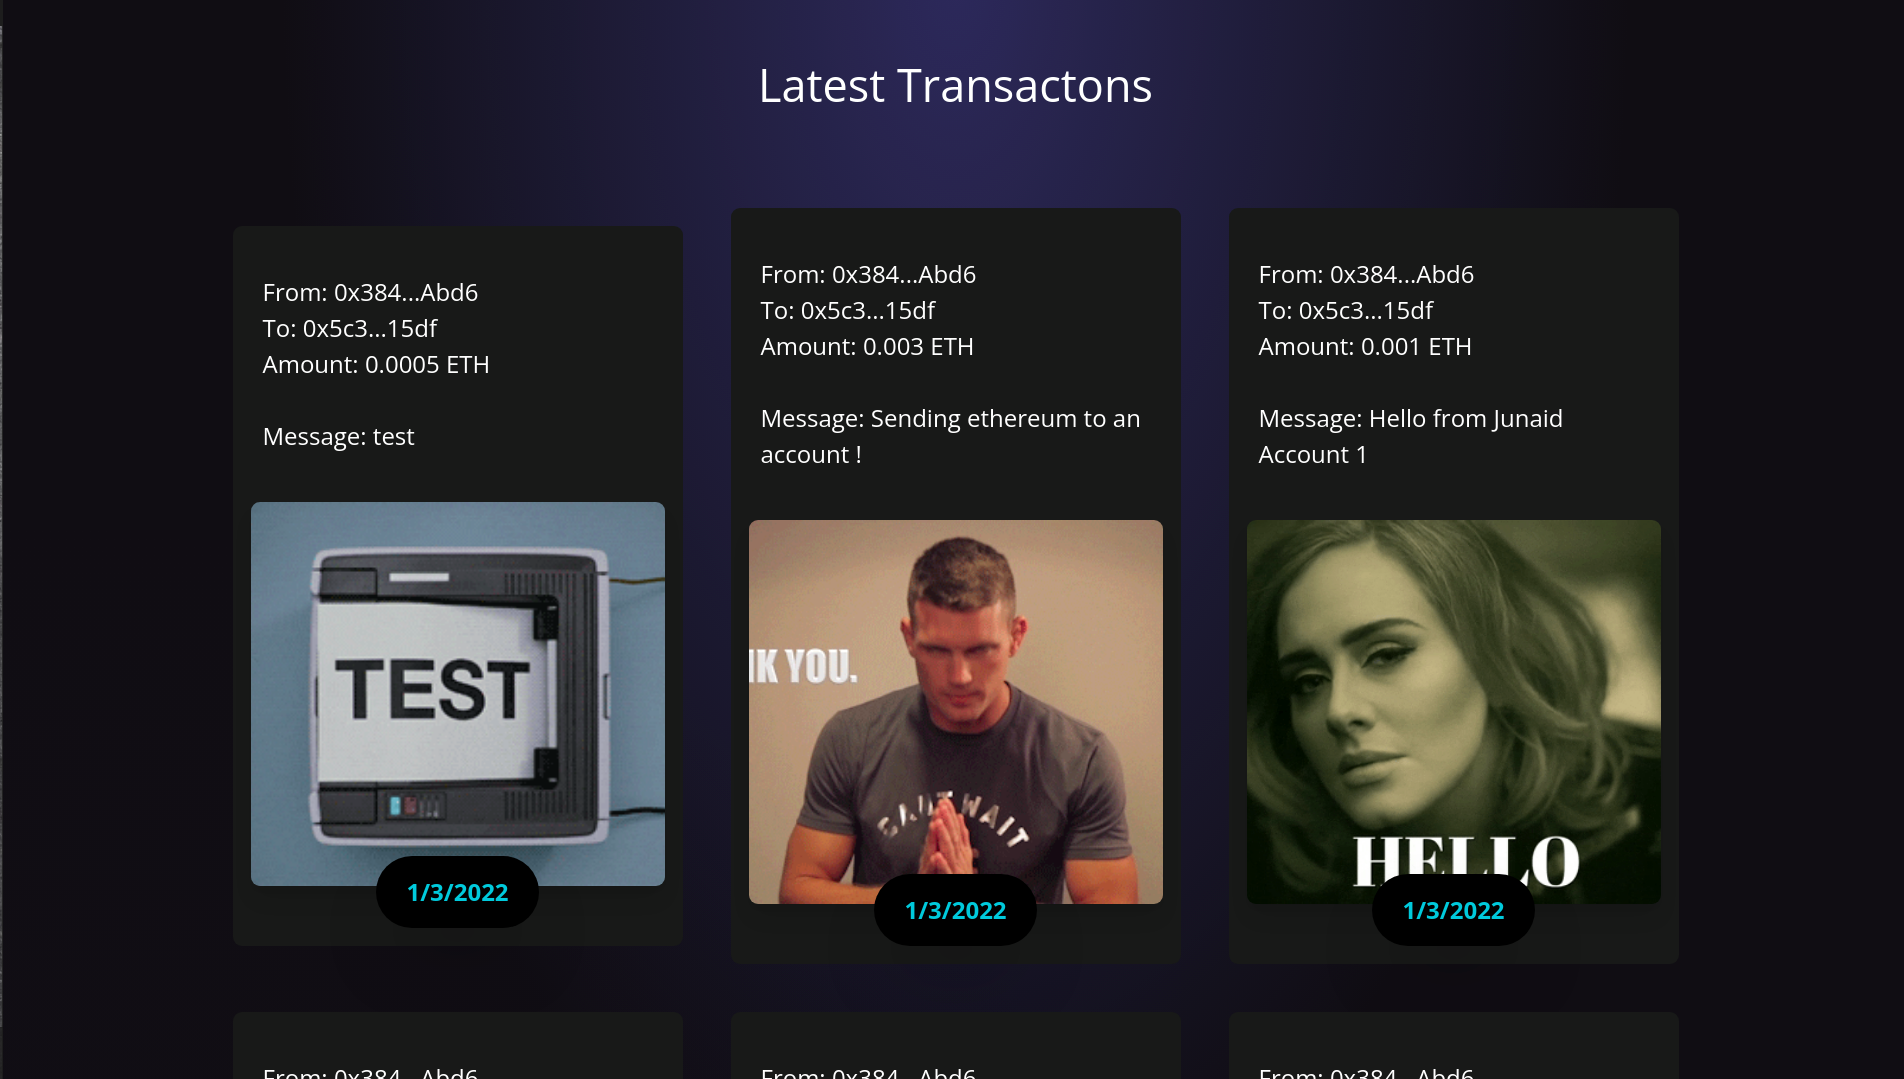 Latest Transactons
From: 0x384...Abd6
To: 0x5c3...15df
Amount: 0.0005 ETH
Message: test
TEST
1/3/2022
From: 0x384...Abd6
To: 0x5c3...15df
Amount: 0.003 ETH
Message: Sending ethereum to an
account !
NK YOU.
CAN'T WAIT
1/3/2022
From: 0x384...Abd6
To: 0x5c3...15df
Amount: 0.001 ETH
Message: Hello from Junaid
Account 1
HELLO
1/3/2022
From: 0x384...Abd6
From: 0x384...Abd6
From: 0x384...Abd6